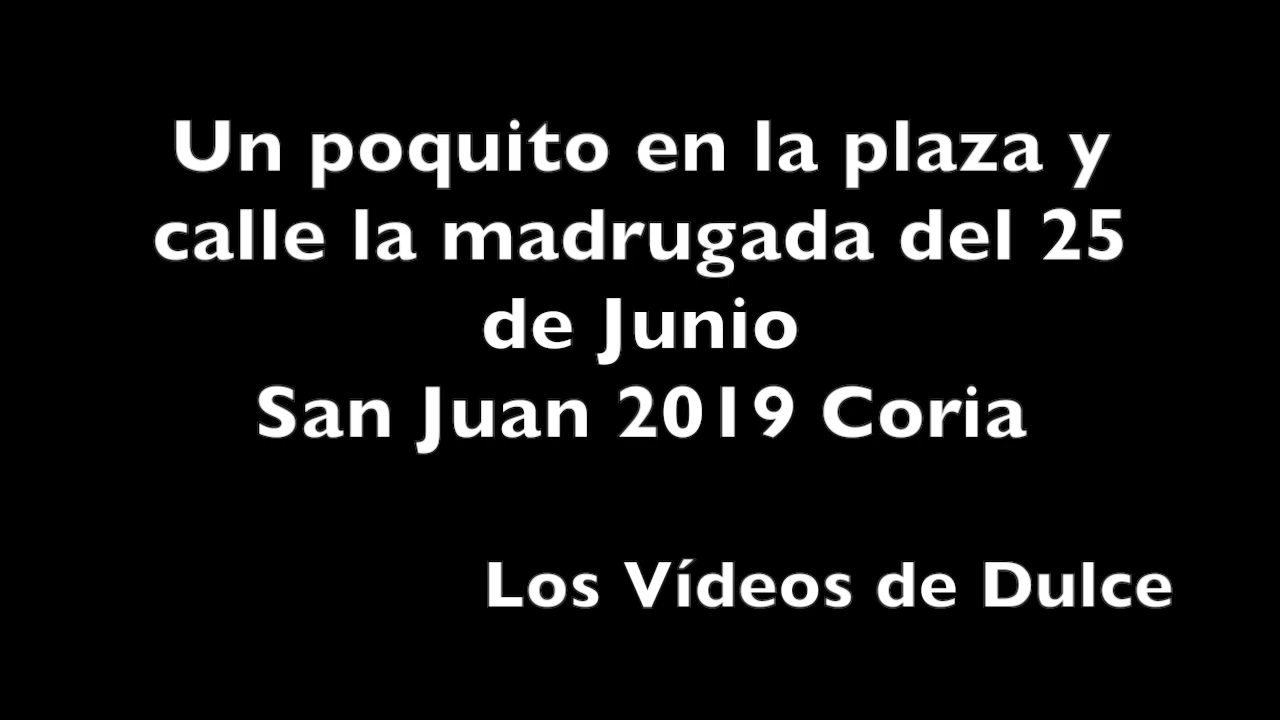 Un poquito en la plaza y
calle la madrugada del 25
de Junio
San Juan 2019 Coria
Los Vídeos de Dulce